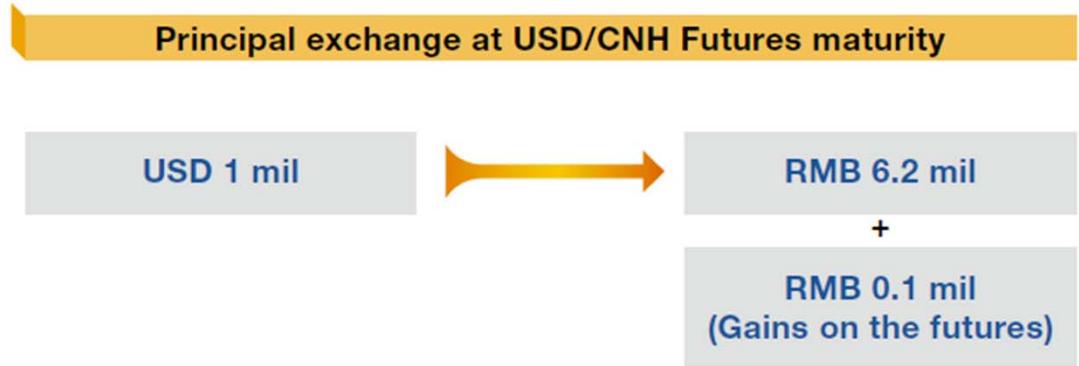 Principal exchange at USD/CNH Futures maturity
USD 1 mil
RMB 6.2 mil
+
RMB 0.1 mil
(Gains on the futures)